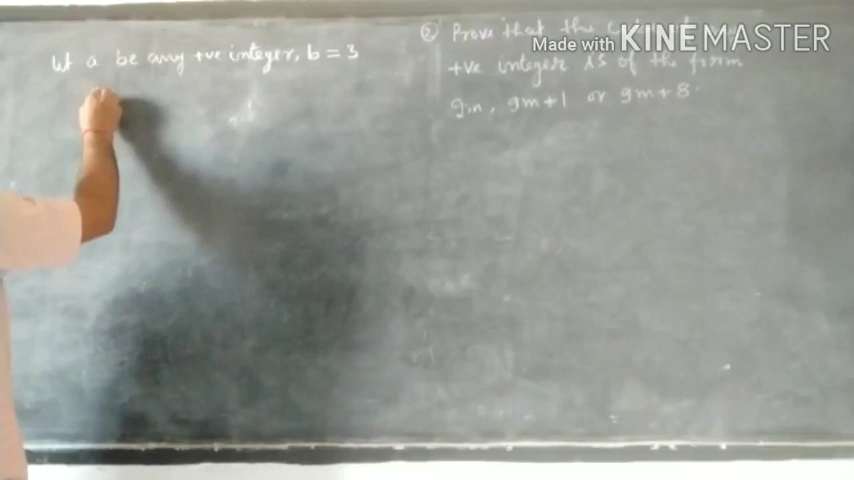 Let a be any +ve integer, b = 3
② Prove that the
+ve integer is of the form
9m, 9m+1 or 9m+8.
Made with KINEMASTER